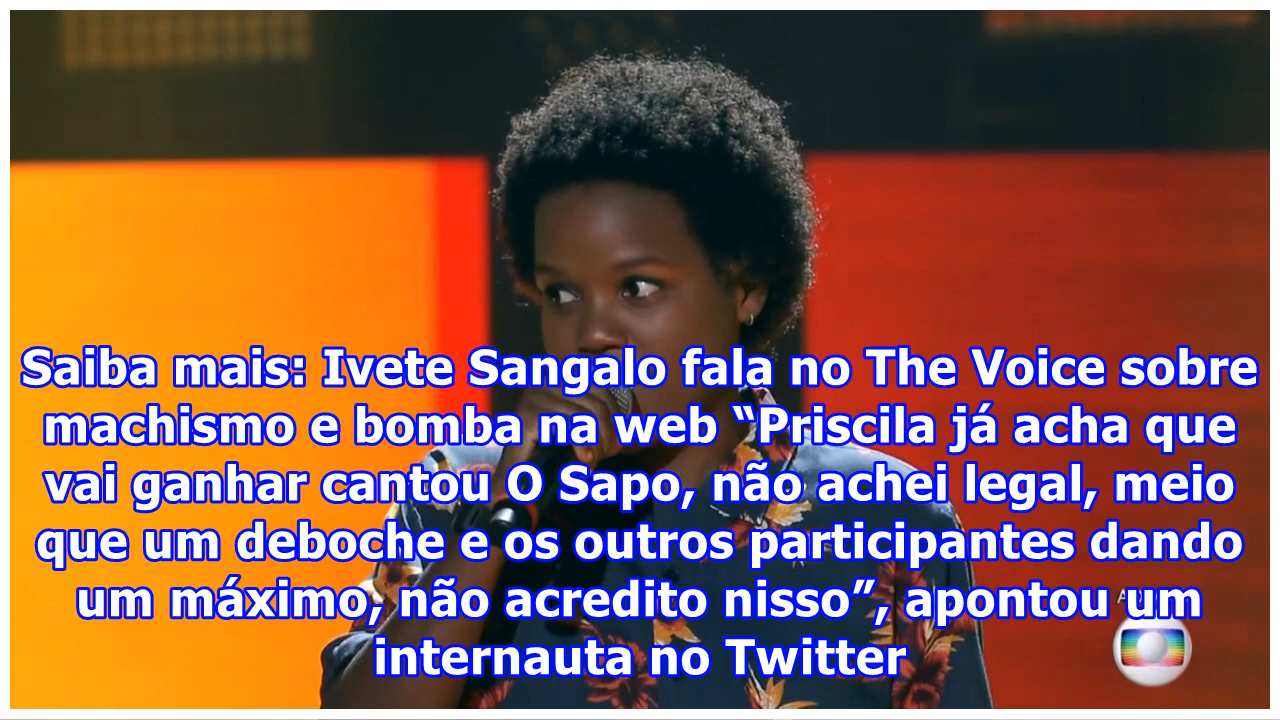 Saiba mais: Ivete Sangalo fala no The Voice sobre
machismo e bomba na web “Priscila já acha que
vai ganhar cantou O Sapo, não achei legal, meio
que um deboche e os outros participantes dando
um máximo, não acredito nisso”, apontou um
internauta no Twitter